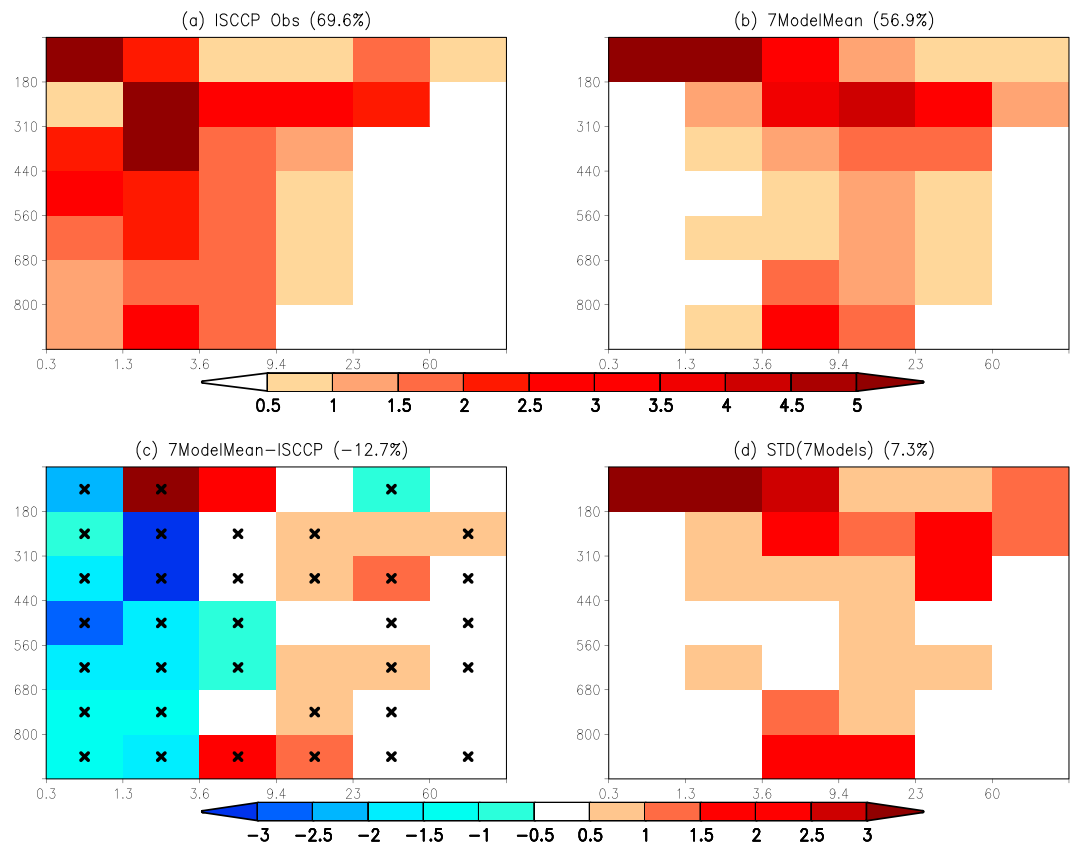 (a) ISCCP Obs (69.6%)
(b) 7ModelMean (56.9%)
180
310
440
560
680
800
0.3 1.3 3.6 9.4 23 60
180
310
440
560
680
800
0.3 1.3 3.6 9.4 23 60
0.5 1 1.5 2 2.5 3 3.5 4 4.5 5
(c) 7ModelMean−ISCCP (−12.7%)
(d) STD(7Models) (7.3%)
180
310
440
560
680
800
0.3 1.3 3.6 9.4 23 60
180
310
440
560
680
800
0.3 1.3 3.6 9.4 23 60
−3 −2.5 −2 −1.5 −1 −0.5 0.5 1 1.5 2 2.5 3